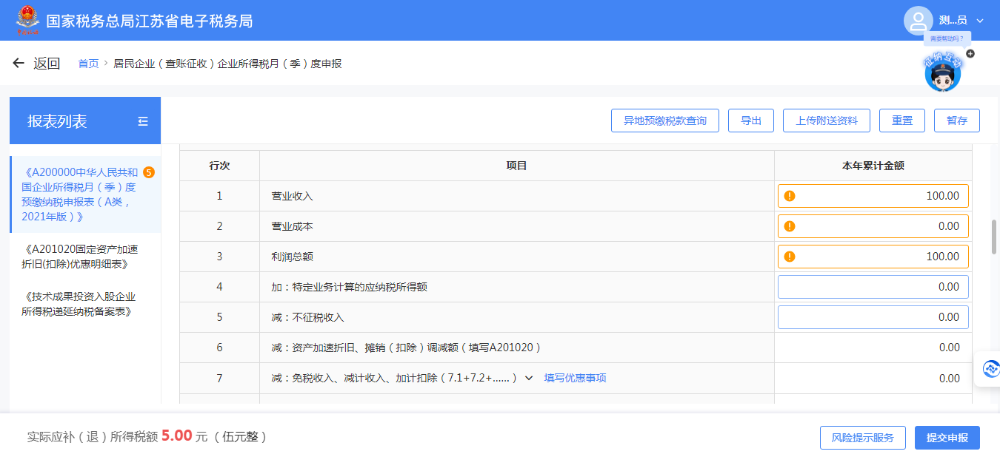 国家税务总局江苏省电子税务局
测...员
需要帮助吗？
征纳互动
返回
首页 > 居民企业（查账征收）企业所得税月（季）度申报
报表列表
异地预缴税款查询 导出 上传附送资料 重置 暂存
《A200000中华人民共和 5
国企业所得税月（季）度
预缴纳税申报表（A类，
2021年版）》
《A201020固定资产加速
折旧(扣除)优惠明细表》
《技术成果投资入股企业
所得税递延纳税备案表》
行次 项目 本年累计金额
1 营业收入 100.00
2 营业成本 0.00
3 利润总额 100.00
4 加：特定业务计算的应纳税所得额 0.00
5 减：不征税收入 0.00
6 减：资产加速折旧、摊销（扣除）调减额（填写A201020） 0.00
7 减：免税收入、减计收入、加计扣除（7.1+7.2+......） 填写优惠事项 0.00
实际应补（退）所得税额 5.00 元（伍元整）
风险提示服务 提交申报